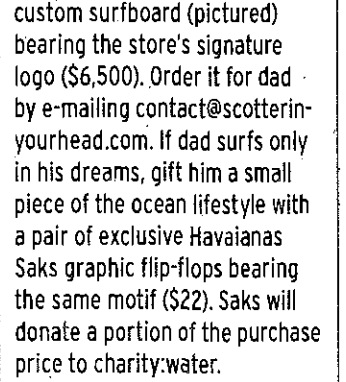 custom surfboard (pictured)
bearing the store's signature
logo ($6,500). Order it for dad
by e-mailing contact@scotterin-
yourhead.com. If dad surfs only
in his dreams, gift him a small
piece of the ocean lifestyle with
a pair of exclusive Havaianas
Saks graphic flip-flops bearing
the same motif ($22). Saks will
donate a portion of the purchase
price to charity:water.